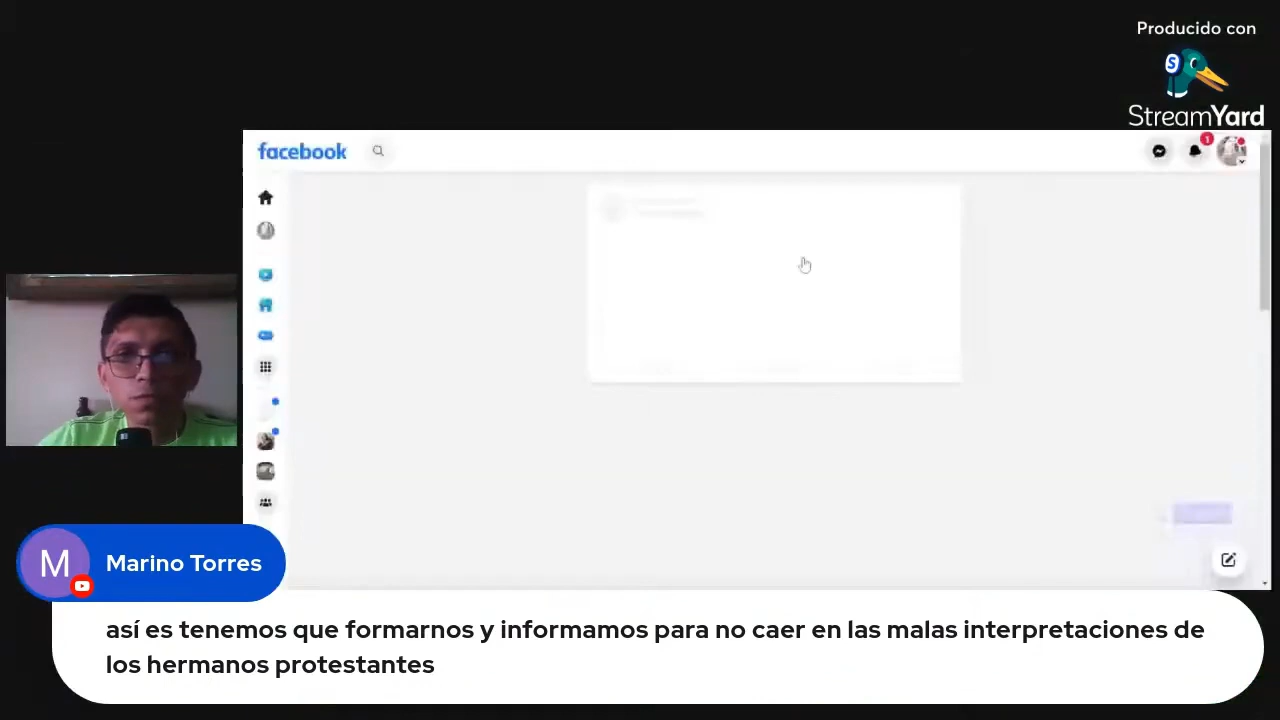 Producido con
StreamYard
facebook
1
M
Marino Torres
así es tenemos que formarnos y informamos para no caer en las malas interpretaciones de
los hermanos protestantes